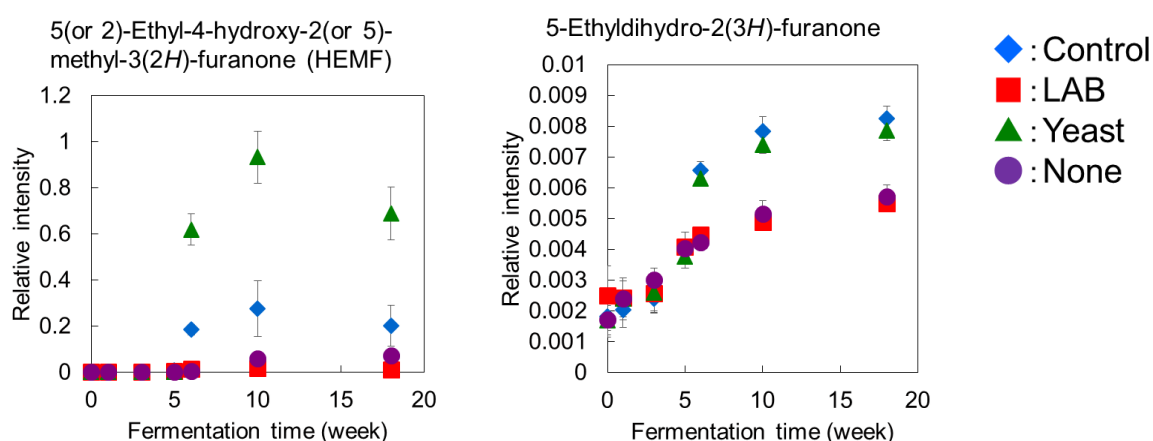 5(or 2)-Ethyl-4-hydroxy-2(or 5)-
methyl-3(2H)-furanone (HEMF)
1.2
1
0.8
0.6
0.4
0.2
0
Relative intensity
0 5 10 15 20
Fermentation time (week)
5-Ethyldihydro-2(3H)-furanone
0.01
0.009
0.008
0.007
0.006
0.005
0.004
0.003
0.002
0.001
0
Relative intensity
0 5 10 15 20
Fermentation time (week)
: Control
: LAB
: Yeast
: None